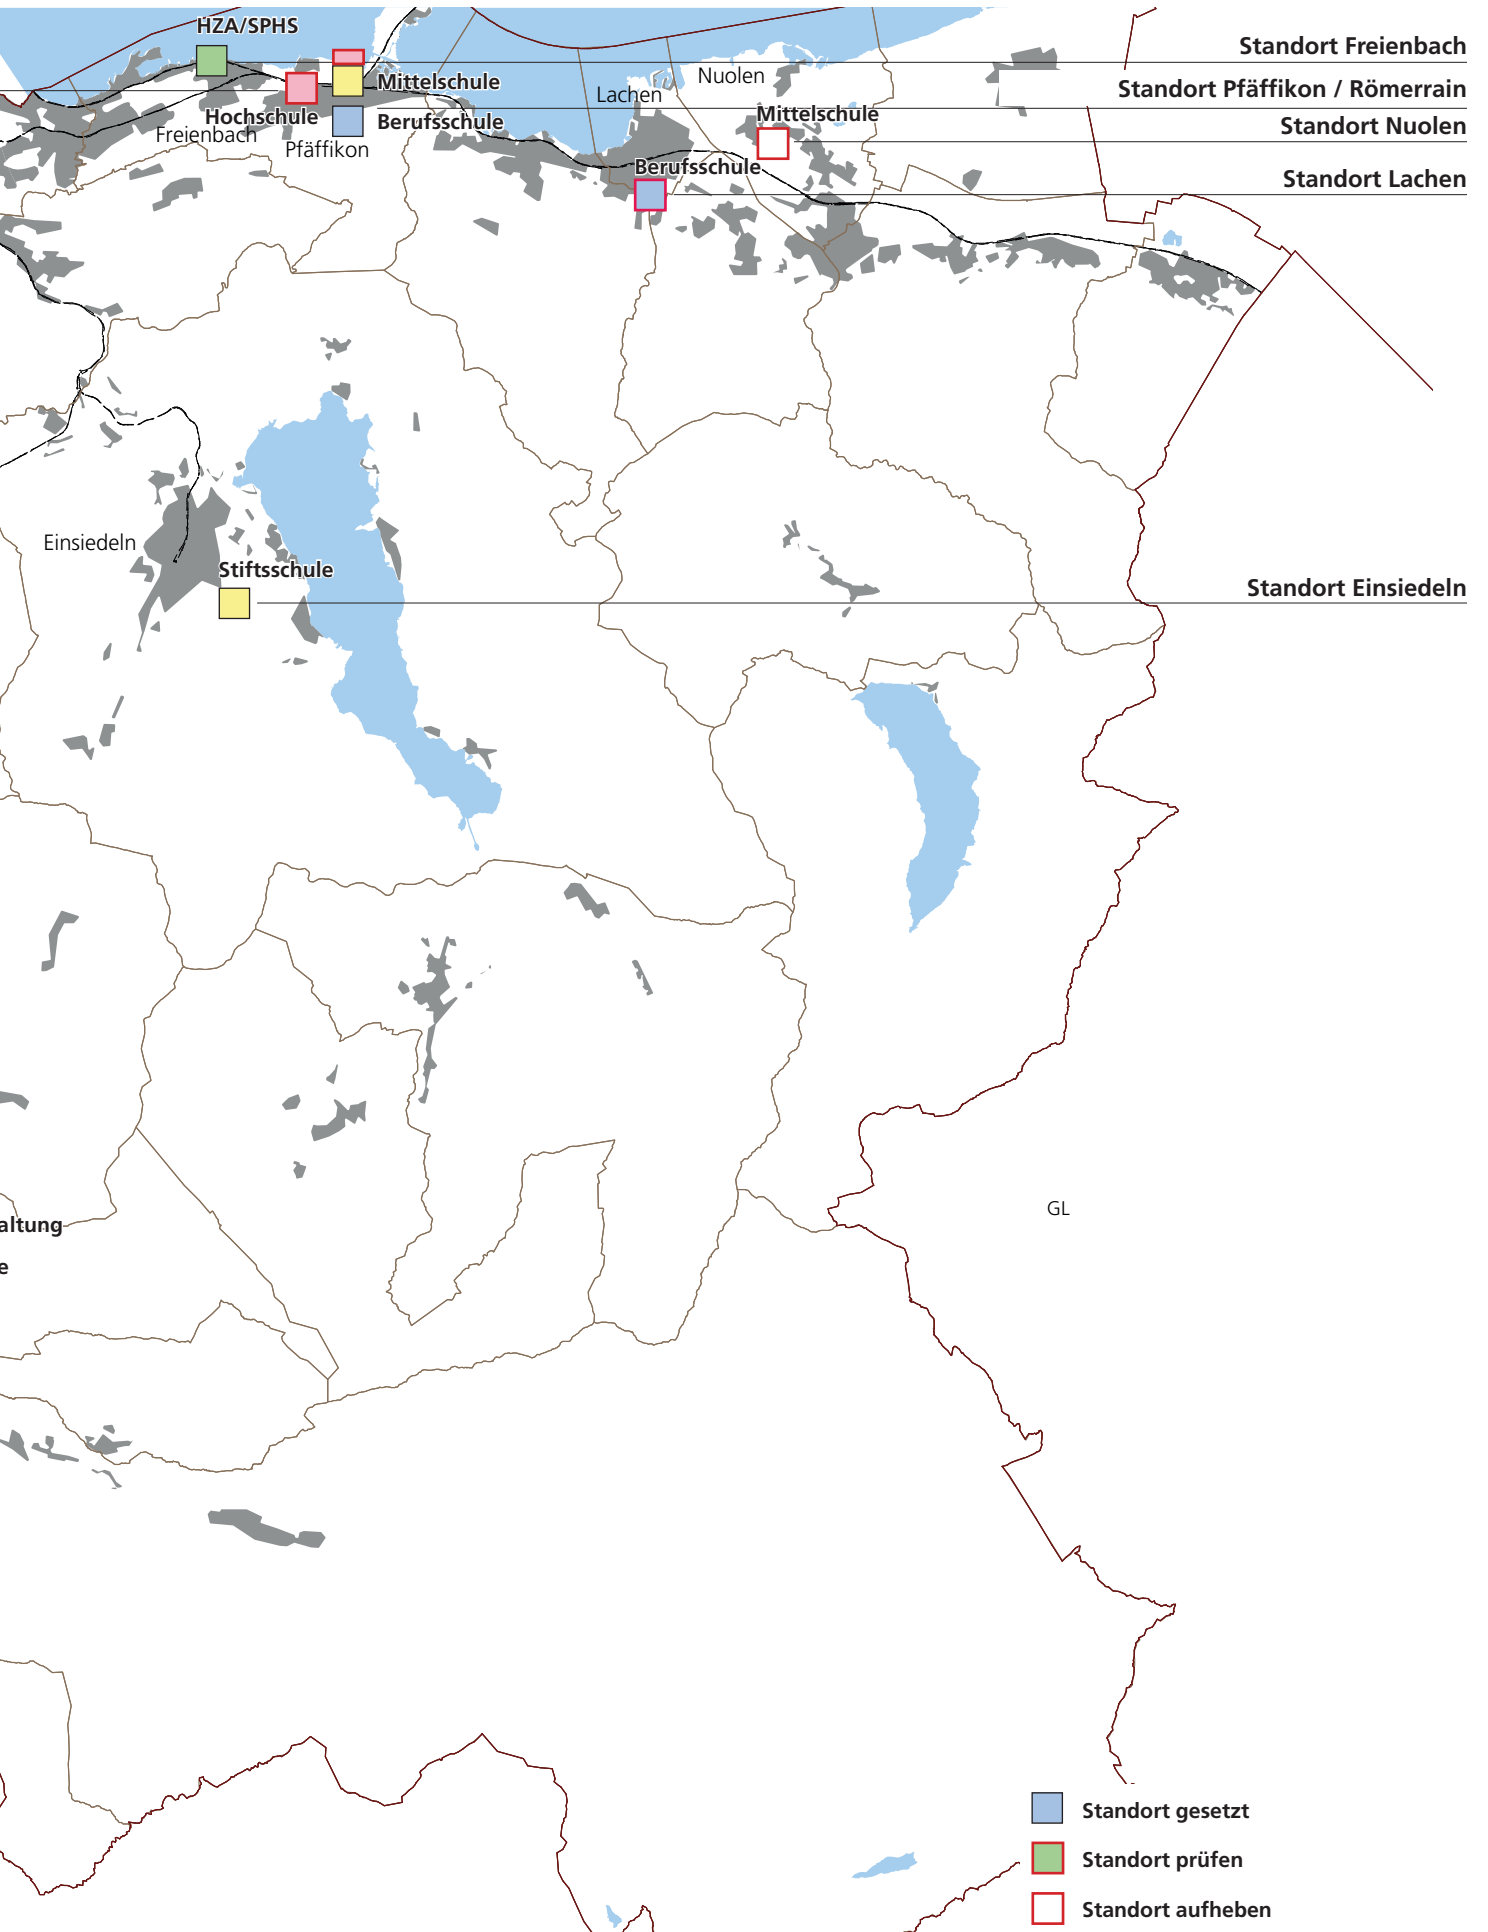 HZA/SPHS
Standort Freienbach
Nuolen
Mittelschule
Standort Pfäffikon / Römerrain
Lachen
Hochschule
Mittelschule
Berufsschule
Standort Nuolen
Freienbach
Pfäffikon
Berufsschule
Standort Lachen
Einsiedeln
Stiftsschule
Standort Einsiedeln
GL
altung
e
Standort gesetzt
Standort prüfen
Standort aufheben